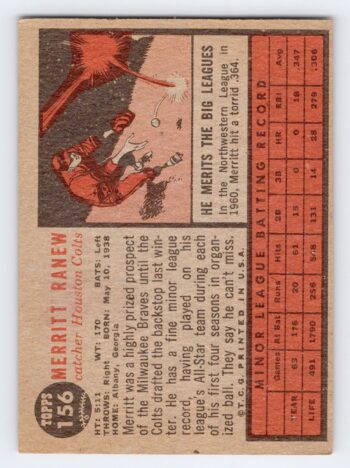 TOPPS
156
MERRITT RANEW
catcher Houston Colts
HT: 5:11 WT: 170 BATS: Left
THROWS: Right BORN: May 10, 1938
HOME: Albany, Georgia
Merritt was a highly prized prospect
of the Milwaukee Braves until the
Colts drafted the backstop last win-
ter. He has a fine minor league
record, having played on his
league's All-Star team during each
of his first four seasons in organ-
ized ball. They say he can't miss.
© T.C.G. PRINTED IN U.S.A.
HE MERITS THE BIG LEAGUES
In the Northwestern League in
1960, Merritt hit a torrid .364.
MINOR LEAGUE BATTING RECORD
Games At Bat Runs Hits 2B 3B HR RBI Avg
YEAR 63 176 20 61 16 18 .347
LIFE 491 1790 256 548 131 14 28 279 .306